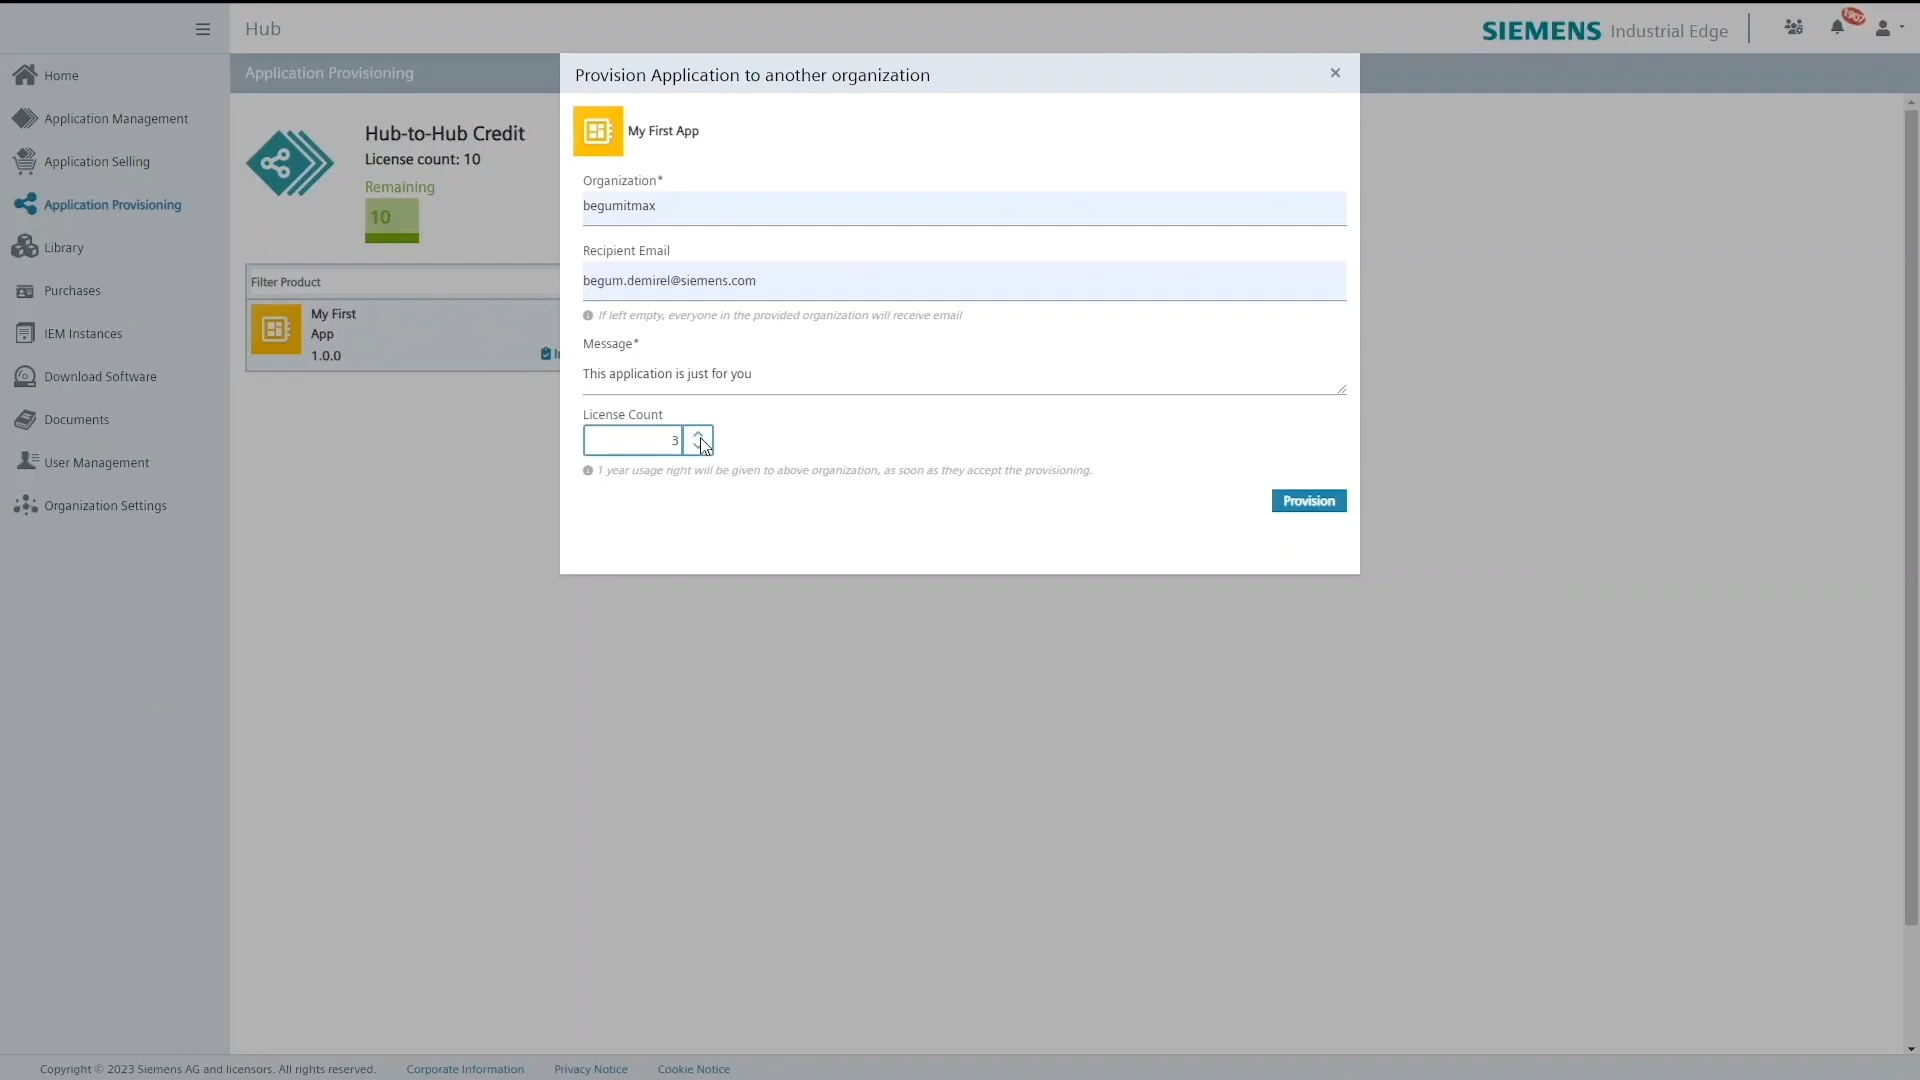 Hub
SIEMENS Industrial Edge
1907
Home
Application Management
Application Selling
Application Provisioning
Library
Purchases
IEM Instances
Download Software
Documents
User Management
Organization Settings
Application Provisioning
Hub-to-Hub Credit
License count: 10
Remaining
10
Filter Product
My First
App
1.0.0
Provision Application to another organization
My First App
Organization*
begumitmax
Recipient Email
begum.demirel@siemens.com
If left empty, everyone in the provided organization will receive email
Message*
This application is just for you
License Count
3
1 year usage right will be given to above organization, as soon as they accept the provisioning.
Provision
Copyright © 2023 Siemens AG and licensors. All rights reserved. Corporate Information Privacy Notice Cookie Notice